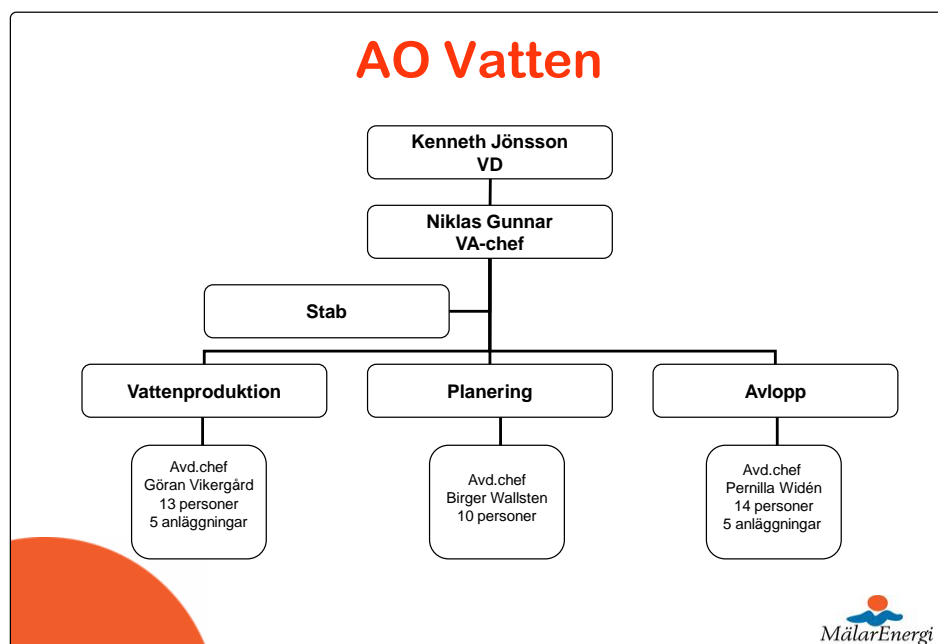 AO Vatten
Kenneth Jönsson
VD
Niklas Gunnar
VA-chef
Stab
Vattenproduktion
Planering
Avlopp
Avd.chef
Göran Vikergård
13 personer
5 anläggningar
Avd.chef
Birger Wallsten
10 personer
Avd.chef
Pernilla Widén
14 personer
5 anläggningar
MälarEnergi